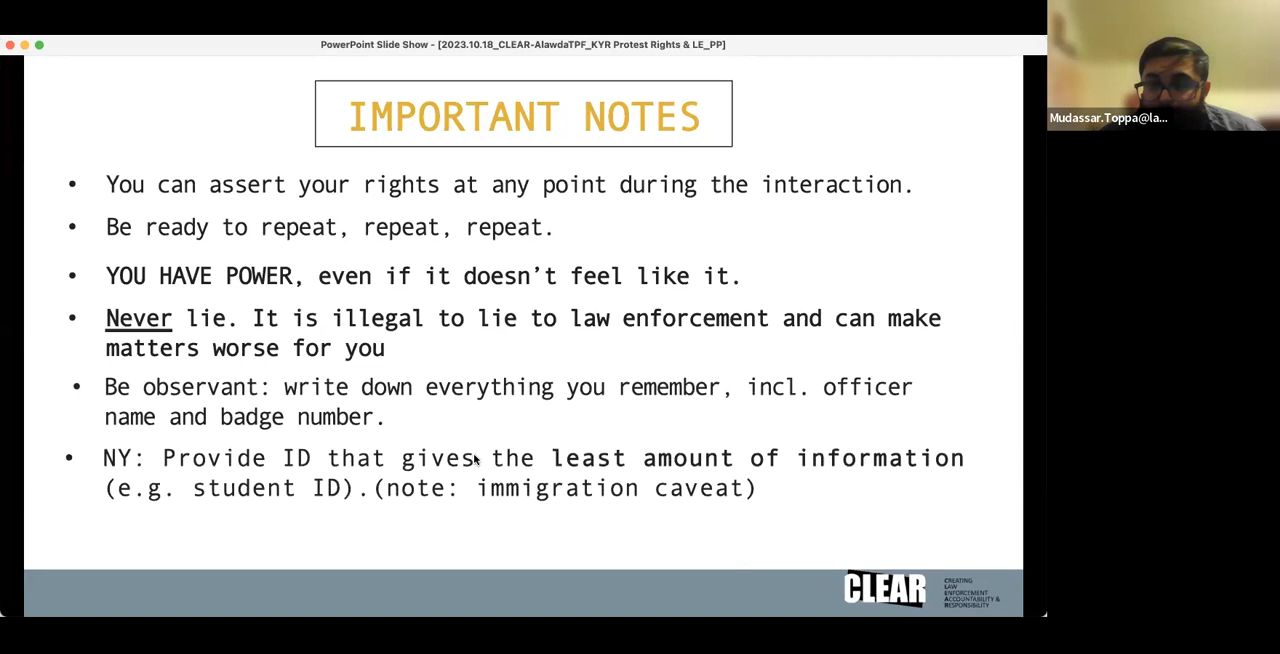 PowerPoint Slide Show - [2023.10.18_CLEAR-AlawdaTPF_KYR Protest Rights & LE_PP]
Mudassar.Toppa@la...
IMPORTANT NOTES
• You can assert your rights at any point during the interaction.
• Be ready to repeat, repeat, repeat.
• YOU HAVE POWER, even if it doesn't feel like it.
• Never lie. It is illegal to lie to law enforcement and can make
matters worse for you
• Be observant: write down everything you remember, incl. officer
name and badge number.
• NY: Provide ID that gives the least amount of information
(e.g. student ID).(note: immigration caveat)
CLEAR
CREATING
LAW
ENFORCEMENT
ACCOUNTABILITY &
RESPONSIBILITY